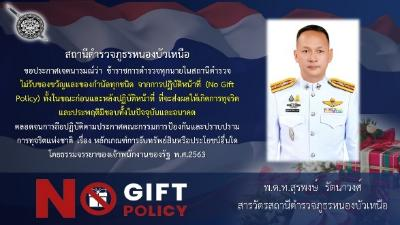 สถานีตำรวจภูธรหนองบัวเหนือ
ขอประกาศเจตนารมณ์ว่า ข้าราชการตำรวจทุกนายในสถานีตำรวจ
ไม่รับของขวัญและของกำนัลทุกชนิด จากการปฏิบัติหน้าที่ (No Gift
Policy) ทั้งในขณะก่อนและหลังปฏิบัติหน้าที่ ที่จะส่งผลให้เกิดการทุจริต
และประพฤติมิชอบทั้งในปัจจุบันและอนาคต
ตลอดจนการถือปฏิบัติตามประกาศคณะกรรมการป้องกันและปราบปราม
การทุจริตแห่งชาติ เรื่อง หลักเกณฑ์การรับทรัพย์สินหรือประโยชน์อื่นใด
โดยธรรมจรรยาของเจ้าพนักงานของรัฐ พ.ศ.2563
NO GIFT
POLICY
พ.ต.ท.สุรพงษ์ รัตนาวงศ์
สารวัตรสถานีตำรวจภูธรหนองบัวเหนือ